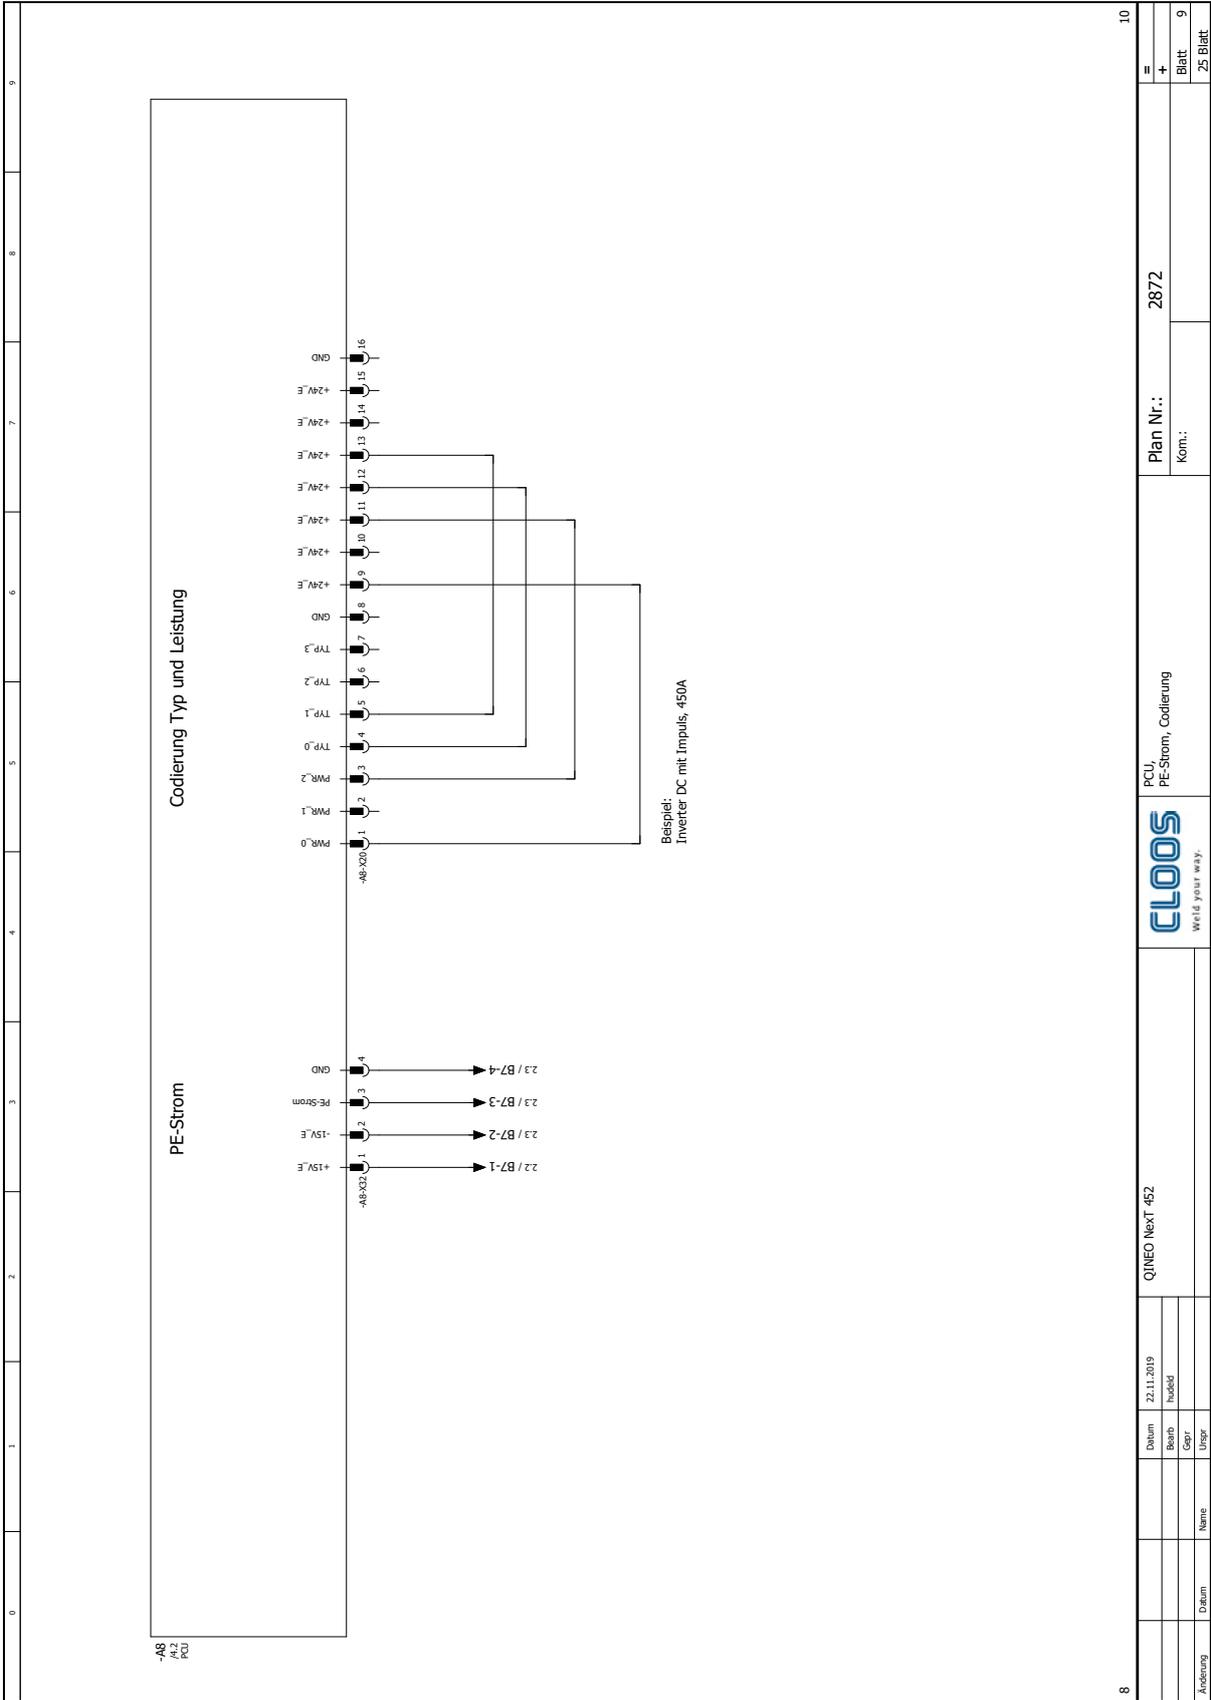 0
1
2
3
4
5
6
7
8
9
-A8
/4.2
PCU
PE-Strom
Codierung Typ und Leistung
+15V_E
-15V_E
PE-Strom
GND
PWR_0
PWR_1
PWR_2
TYP_0
TYP_1
TYP_2
TYP_3
GND
+24V_E
+24V_E
+24V_E
+24V_E
+24V_E
+24V_E
+24V_E
GND
-A8-X32
1
2
3
4
-A8-X20
1
2
3
4
5
6
7
8
9
10
11
12
13
14
15
16
2.2 / B7-1
2.3 / B7-2
2.3 / B7-3
2.3 / B7-4
Beispiel:
Inverter DC mit Impuls, 450A
8
10
Änderung
Datum
Name
Datum
22.11.2019
Bearb
hudeld
Gepr
Urspr
QINEO NexT 452
CLOOS
Weld your way.
PCU,
PE-Strom, Codierung
Plan Nr.: 2872
Kom.:
=
+
Blatt 9
25 Blatt